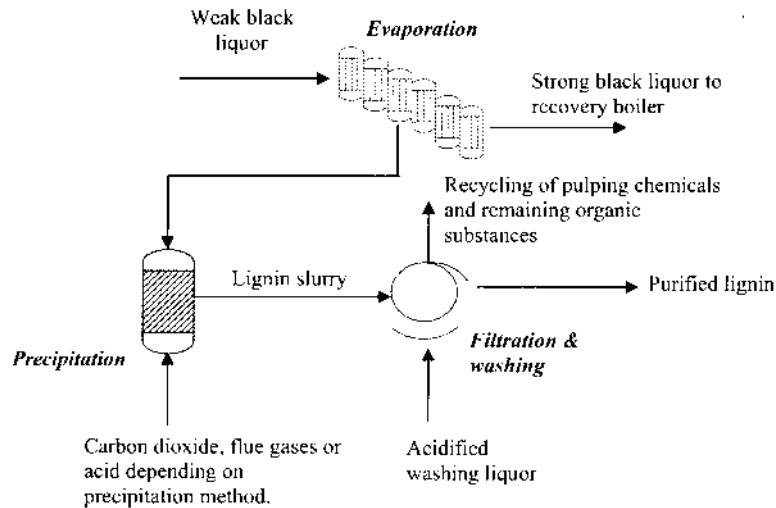 Weak black
liquor
Evaporation
Strong black liquor to
recovery boiler
Recycling of pulping chemicals
and remaining organic
substances
Lignin slurry
Purified lignin
Precipitation
Filtration &
washing
Carbon dioxide, flue gases or
acid depending on
precipitation method.
Acidified
washing liquor